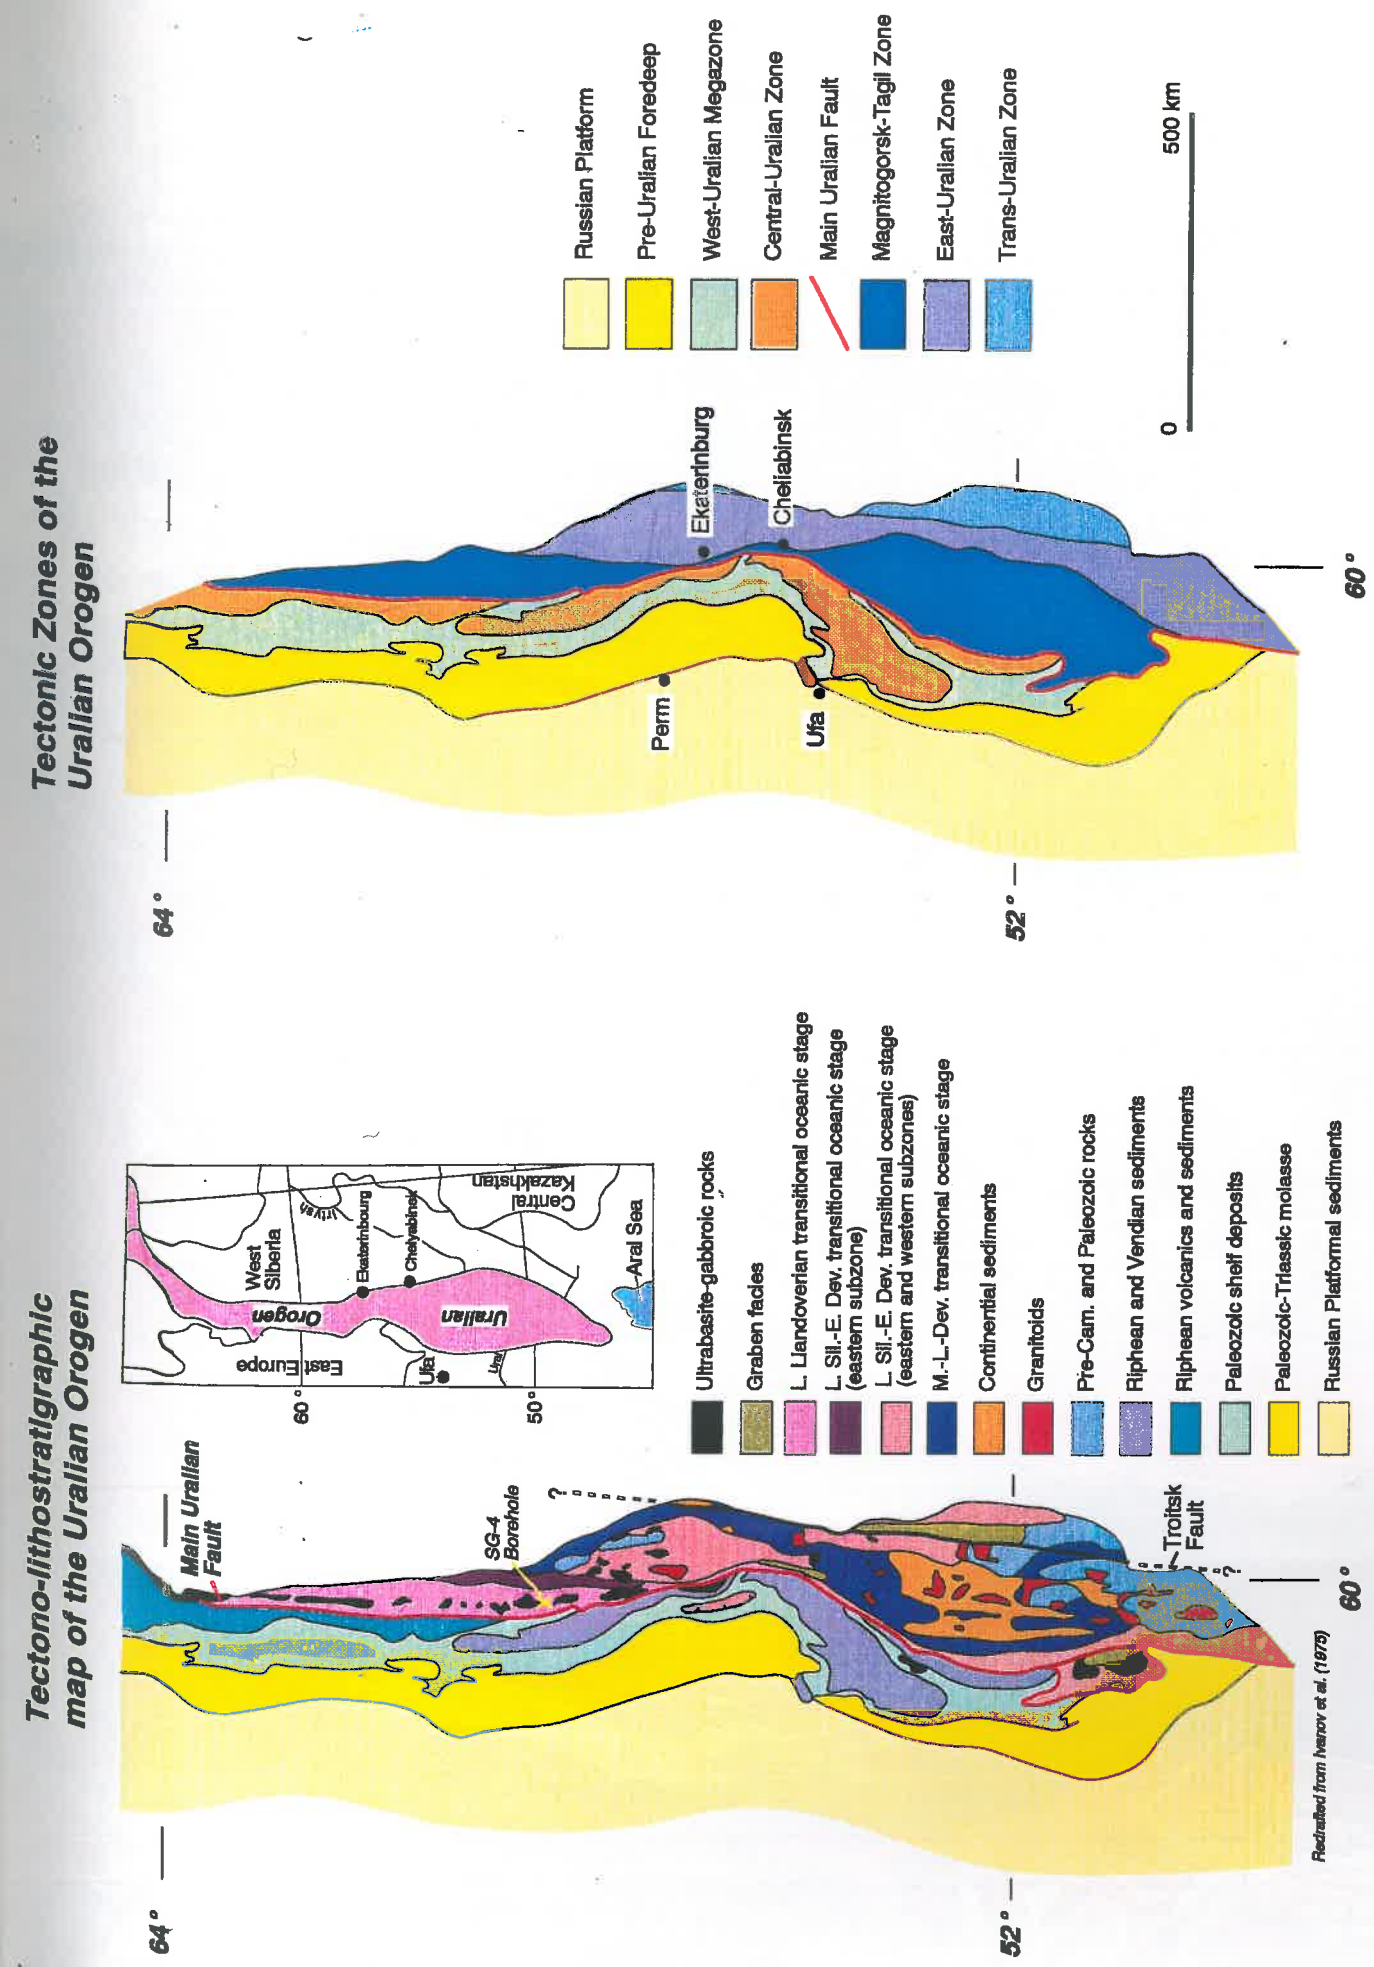 Tectono-lithostratigraphic
map of the Uralian Orogen
64°
52°
60°
Main Uralian
Fault
SG-4
Borehole
?
Troitsk
Fault
?
Redrafted from Ivanov et al. (1975)
60°
50°
East Europe
West
Siberia
Orogen
Uralian
Ekaterinbourg
Chelyabinsk
Irtysh
Central
Kazakhstan
Ufa
Ural
Aral Sea
Ultrabasite-gabbroic rocks
Graben facies
L. Llandoverian transitional oceanic stage
L. Sil.-E. Dev. transitional oceanic stage
(eastern subzone)
L. Sil.-E. Dev. transitional oceanic stage
(eastern and western subzones)
M.-L.-Dev. transitional oceanic stage
Continential sediments
Granitoids
Pre-Cam. and Paleozoic rocks
Riphean and Vendian sediments
Riphean volcanics and sediments
Paleozoic shelf deposits
Paleozoic-Triassic molasse
Russian Platformal sediments
Tectonic Zones of the
Uralian Orogen
64°
52°
60°
Perm
Ufa
Ekaterinburg
Cheliabinsk
Russian Platform
Pre-Uralian Foredeep
West-Uralian Megazone
Central-Uralian Zone
Main Uralian Fault
Magnitogorsk-Tagil Zone
East-Uralian Zone
Trans-Uralian Zone
0
500 km